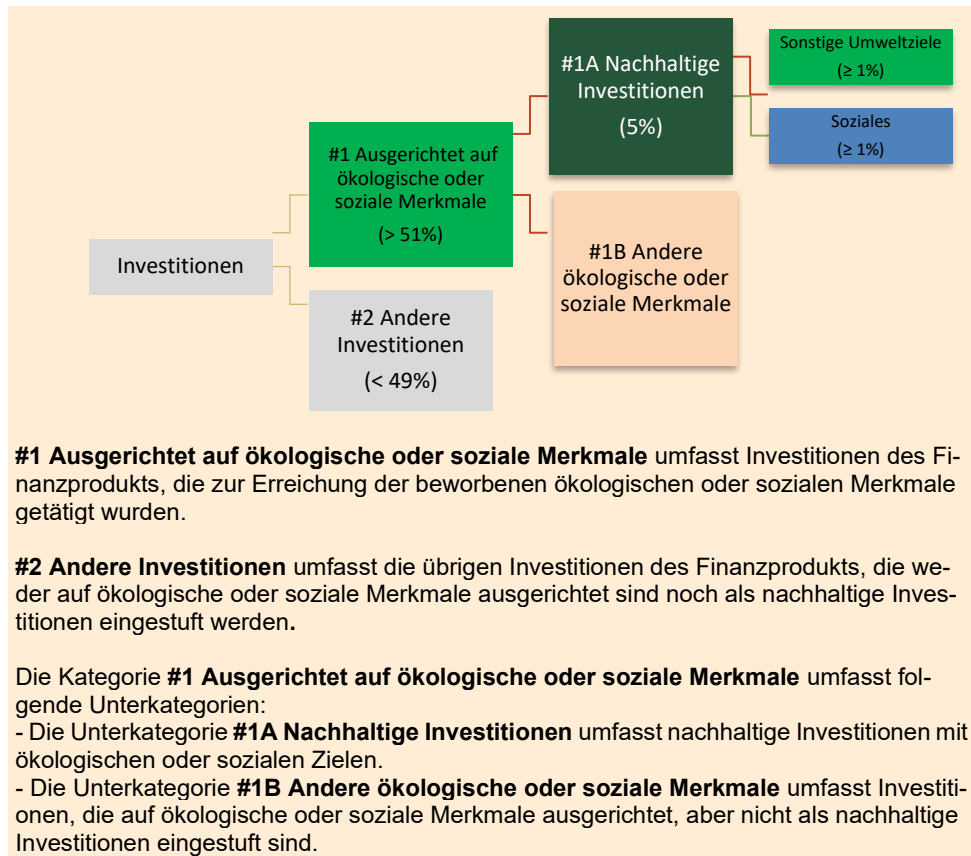 Sonstige Umweltziele
(≥ 1%)
#1A Nachhaltige
Investitionen
(5%)
Soziales
(≥ 1%)
#1 Ausgerichtet auf
ökologische oder
soziale Merkmale
(> 51%)
#1B Andere
ökologische oder
soziale Merkmale
Investitionen
#2 Andere
Investitionen
(< 49%)
#1 Ausgerichtet auf ökologische oder soziale Merkmale umfasst Investitionen des Fi-
nanzprodukts, die zur Erreichung der beworbenen ökologischen oder sozialen Merkmale
getätigt wurden.
#2 Andere Investitionen umfasst die übrigen Investitionen des Finanzprodukts, die we-
der auf ökologische oder soziale Merkmale ausgerichtet sind noch als nachhaltige Inves-
titionen eingestuft werden.
Die Kategorie #1 Ausgerichtet auf ökologische oder soziale Merkmale umfasst fol-
gende Unterkategorien:
- Die Unterkategorie #1A Nachhaltige Investitionen umfasst nachhaltige Investitionen mit
ökologischen oder sozialen Zielen.
- Die Unterkategorie #1B Andere ökologische oder soziale Merkmale umfasst Investiti-
onen, die auf ökologische oder soziale Merkmale ausgerichtet, aber nicht als nachhaltige
Investitionen eingestuft sind.